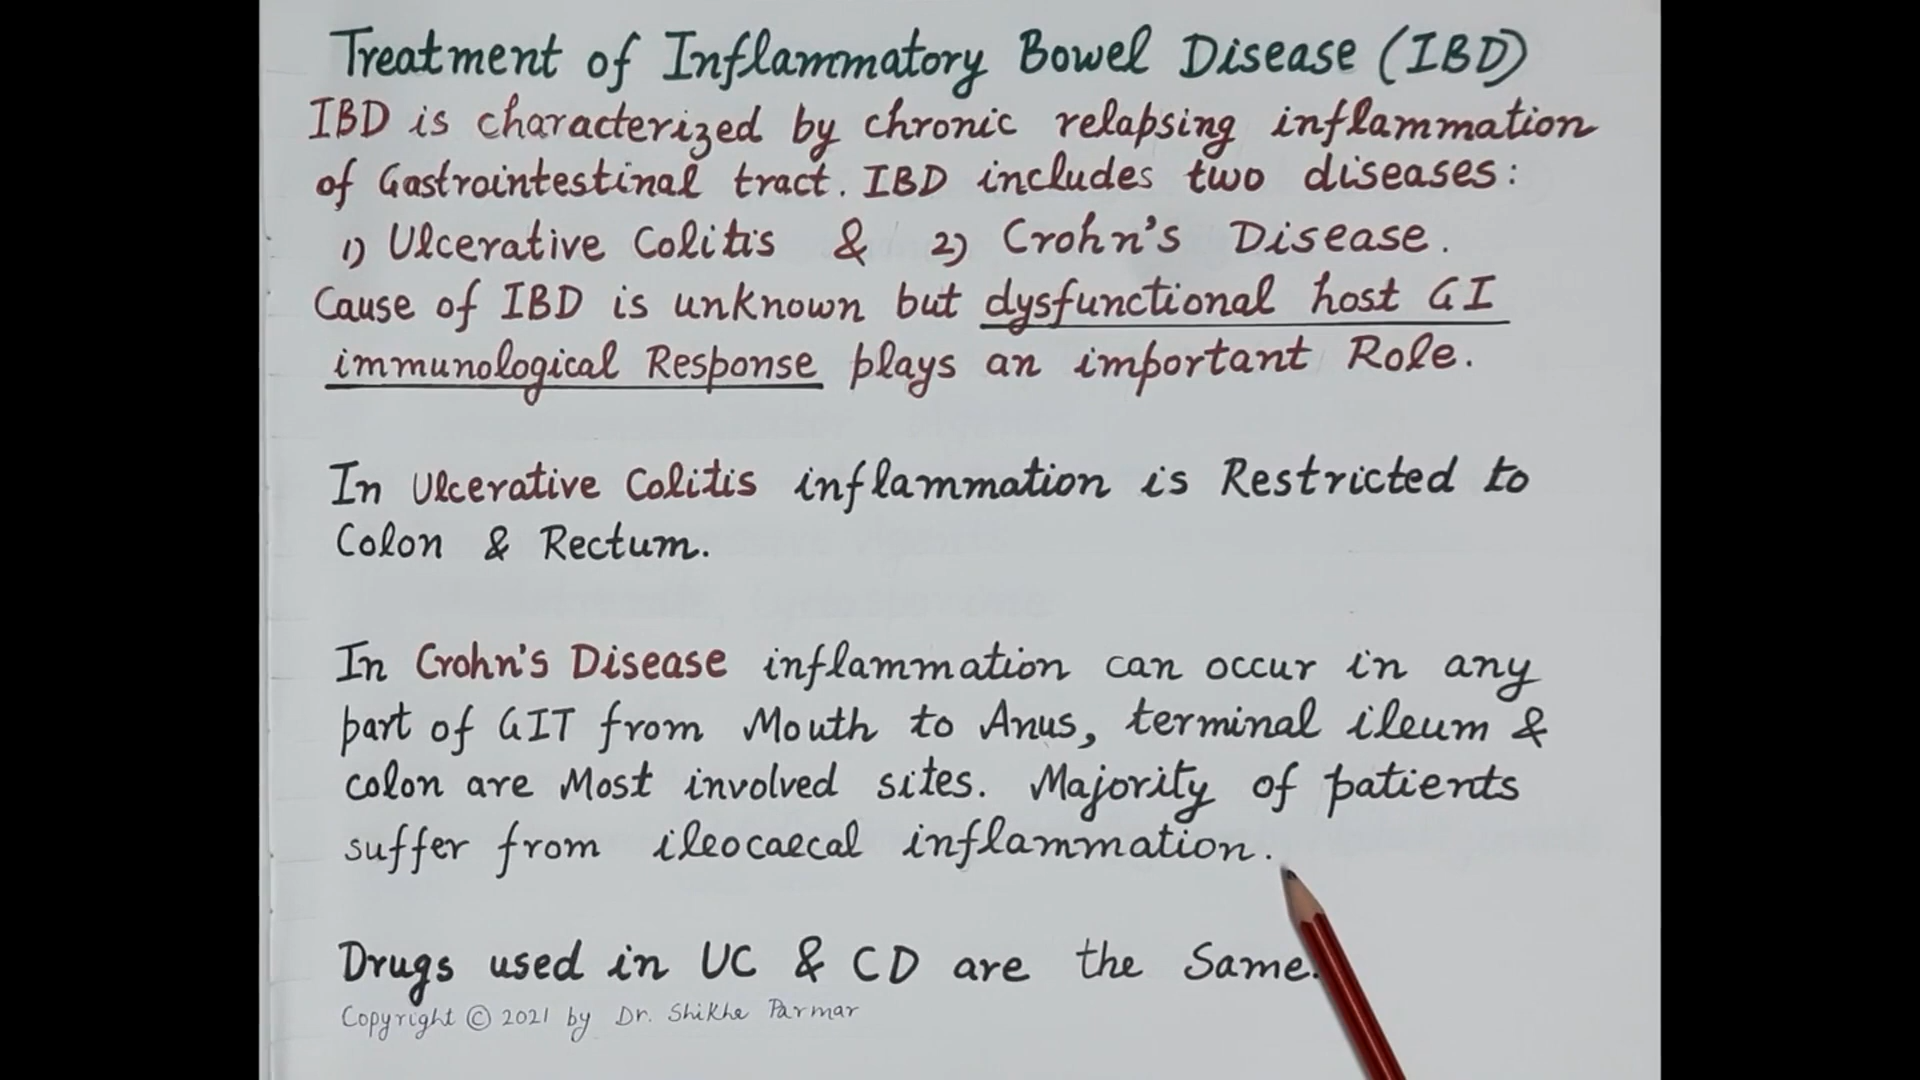 Treatment of Inflammatory Bowel Disease (IBD)
IBD is characterized by chronic relapsing inflammation
of Gastrointestinal tract. IBD includes two diseases:
1) Ulcerative Colitis & 2) Crohn's Disease.
Cause of IBD is unknown but dysfunctional host GI
immunological Response plays an important Role.
In Ulcerative Colitis inflammation is Restricted to
Colon & Rectum.
In Crohn's Disease inflammation can occur in any
part of GIT from Mouth to Anus, terminal ileum &
colon are Most involved sites. Majority of patients
suffer from ileocaecal inflammation.
Drugs used in UC & CD are the Same.
Copyright © 2021 by Dr. Shikha Parmar